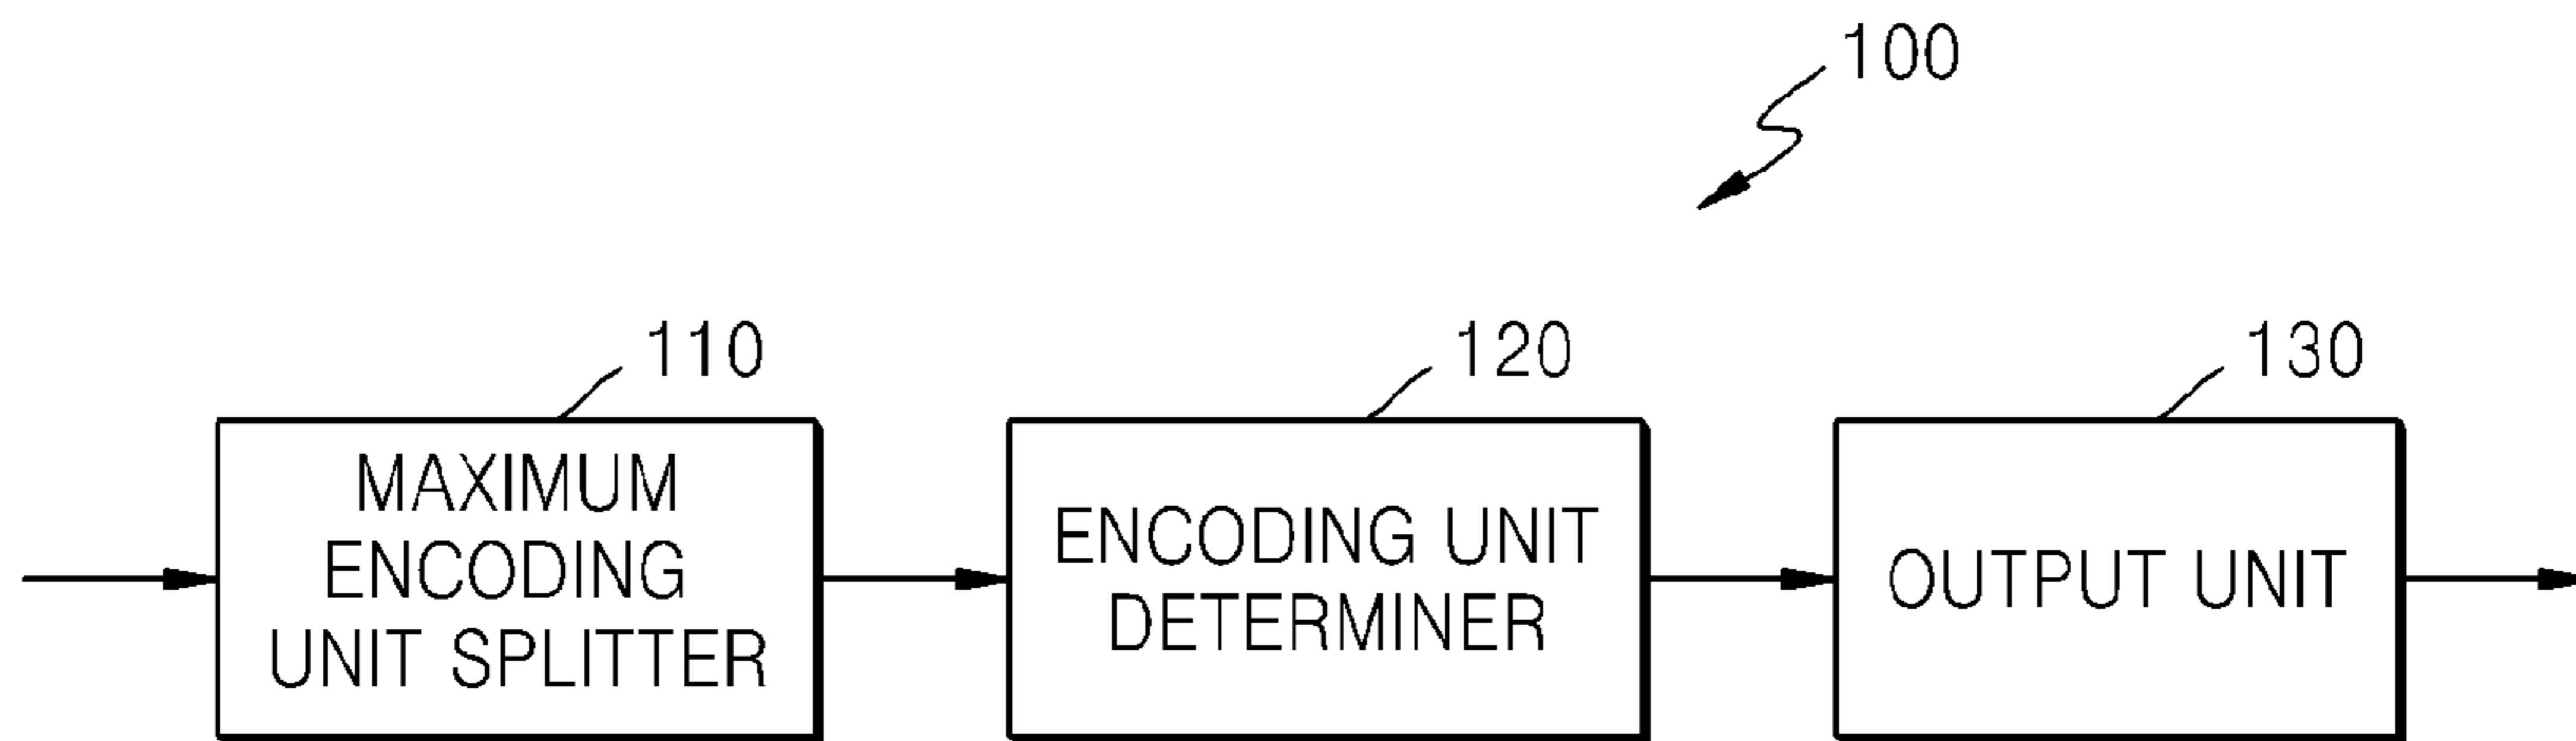 100
110
120
130
MAXIMUM
ENCODING
UNIT SPLITTER
ENCODING UNIT
DETERMINER
OUTPUT UNIT